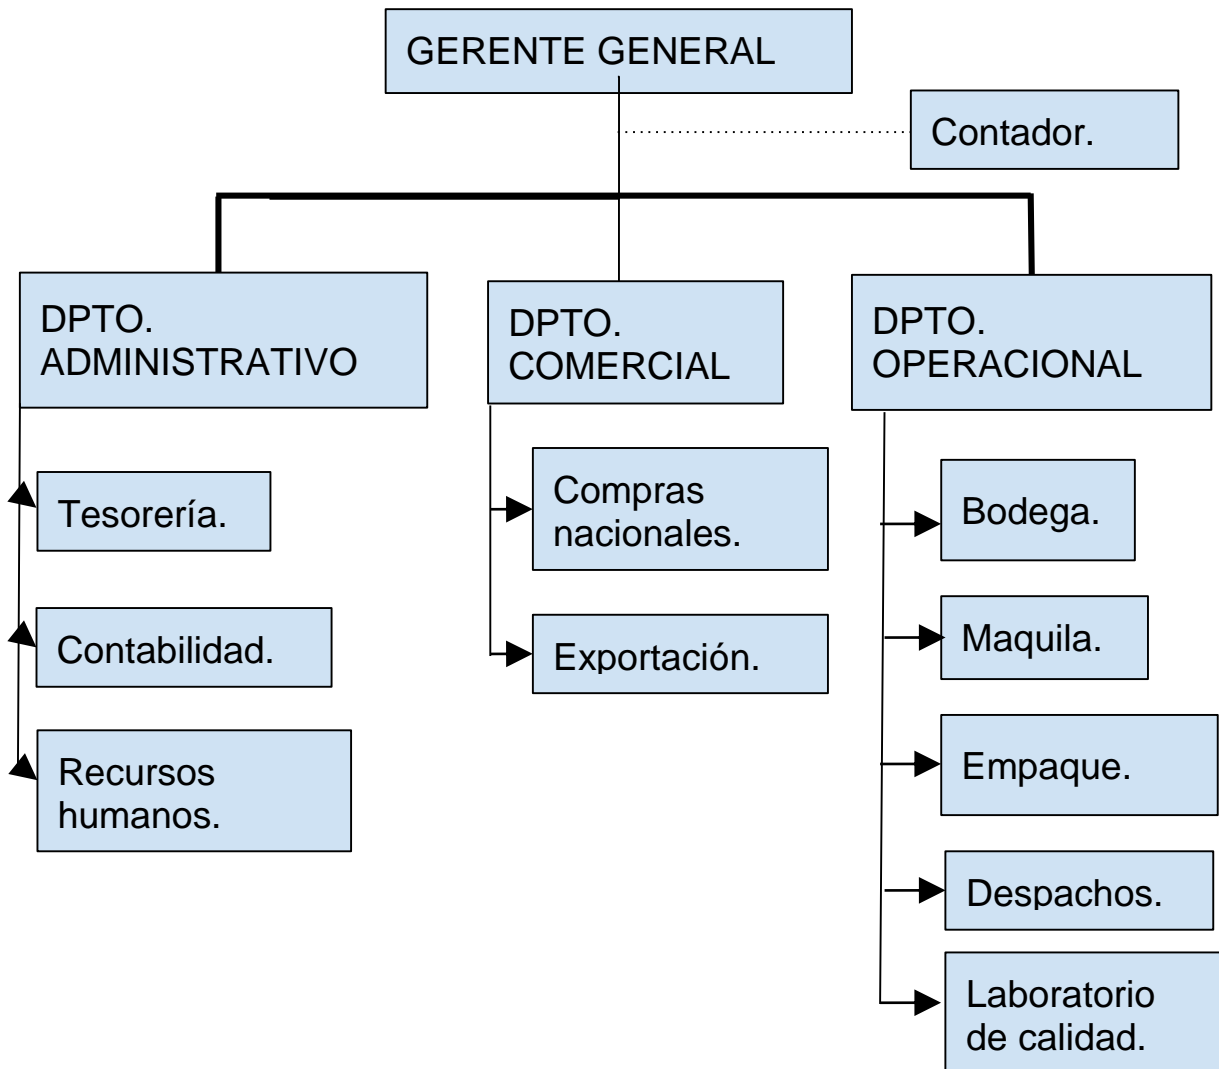 GERENTE GENERAL
Contador.
DPTO.
ADMINISTRATIVO
DPTO.
COMERCIAL
DPTO.
OPERACIONAL
Tesorería.
Contabilidad.
Recursos
humanos.
Compras
nacionales.
Exportación.
Bodega.
Maquila.
Empaque.
Despachos.
Laboratorio
de calidad.